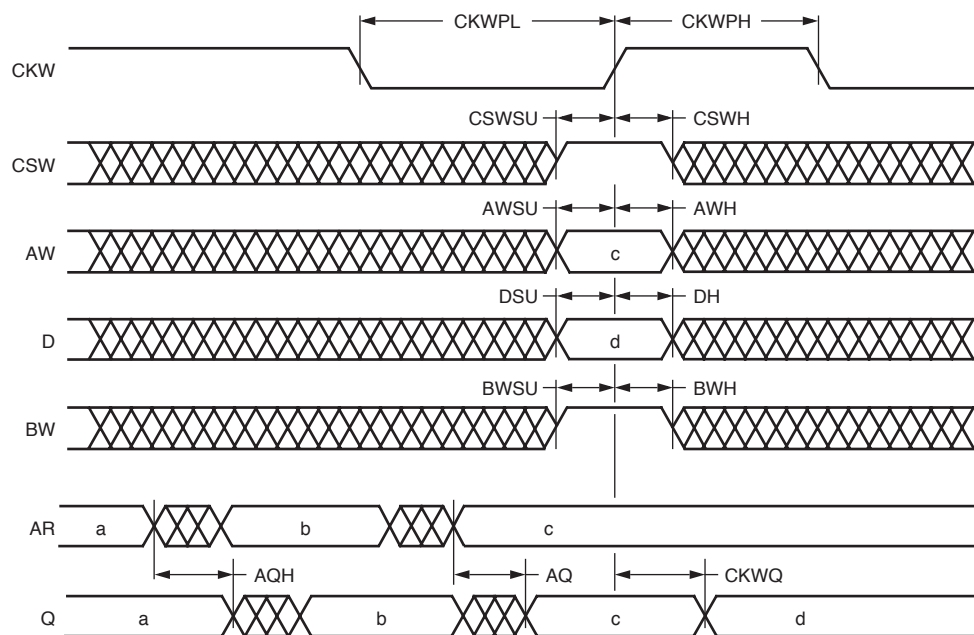 CKWPL CKWPH
CKW
CSWSU CSWH
CSW
AWSU AWH
AW c
DSU DH
D d
BWSU BWH
BW
AR a b c
AQH AQ CKWQ
Q a b c d